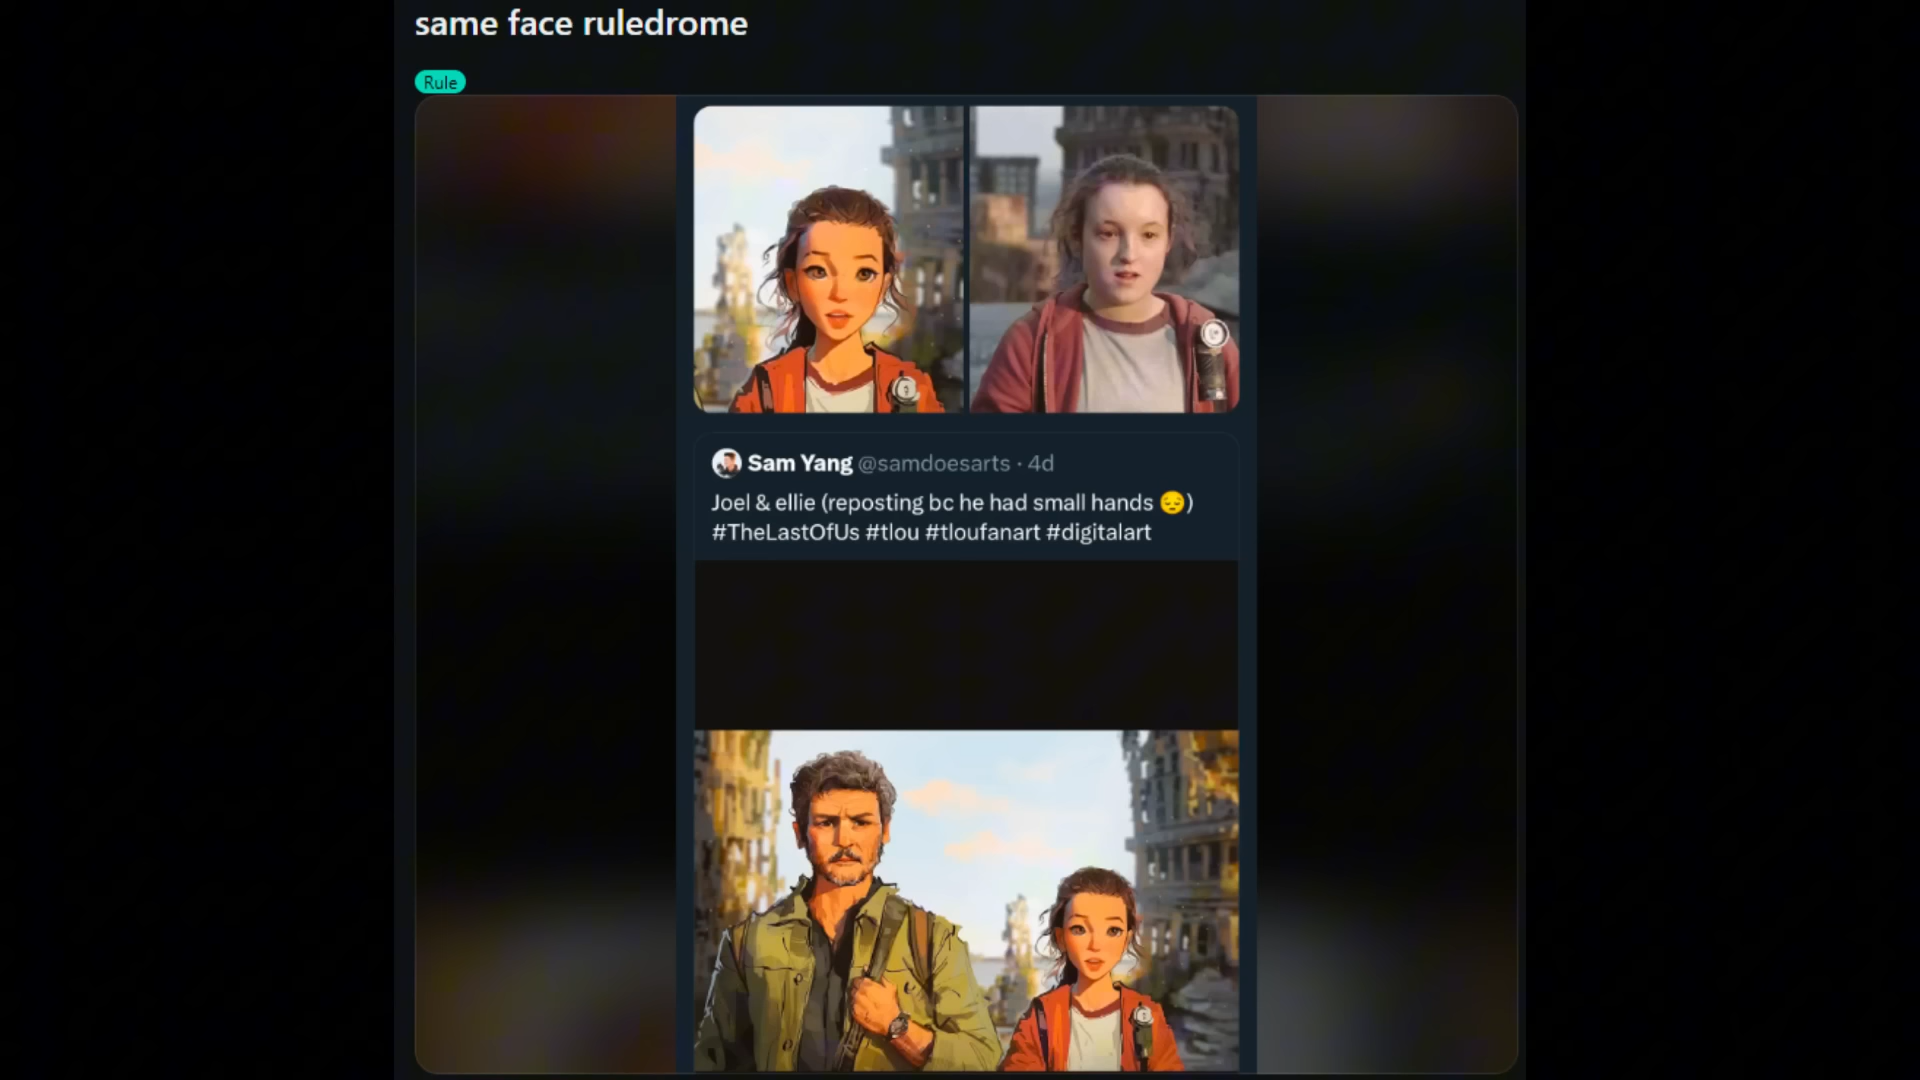 same face ruledrome
Rule
Sam Yang @samdoesarts · 4d
Joel & ellie (reposting bc he had small hands 😔)
#TheLastOfUs #tlou #tloufanart #digitalart